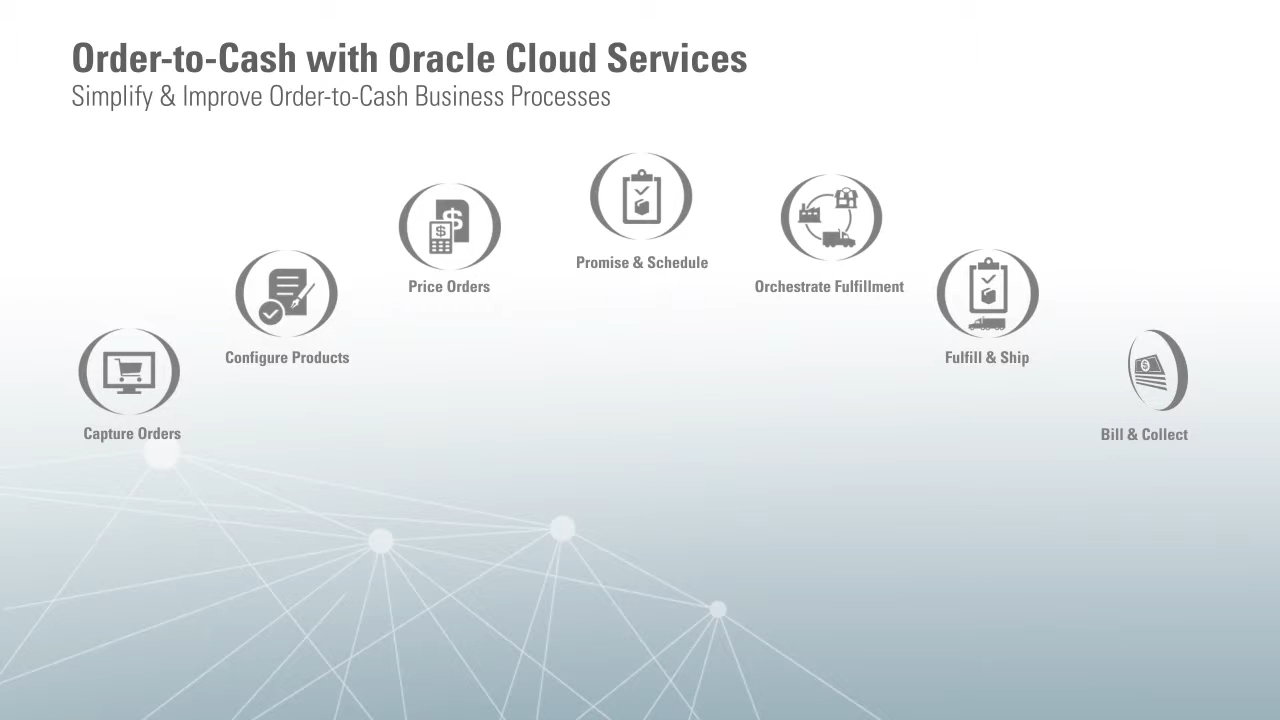 Order-to-Cash with Oracle Cloud Services
Simplify & Improve Order-to-Cash Business Processes
Capture Orders
Configure Products
Price Orders
Promise & Schedule
Orchestrate Fulfillment
Fulfill & Ship
Bill & Collect